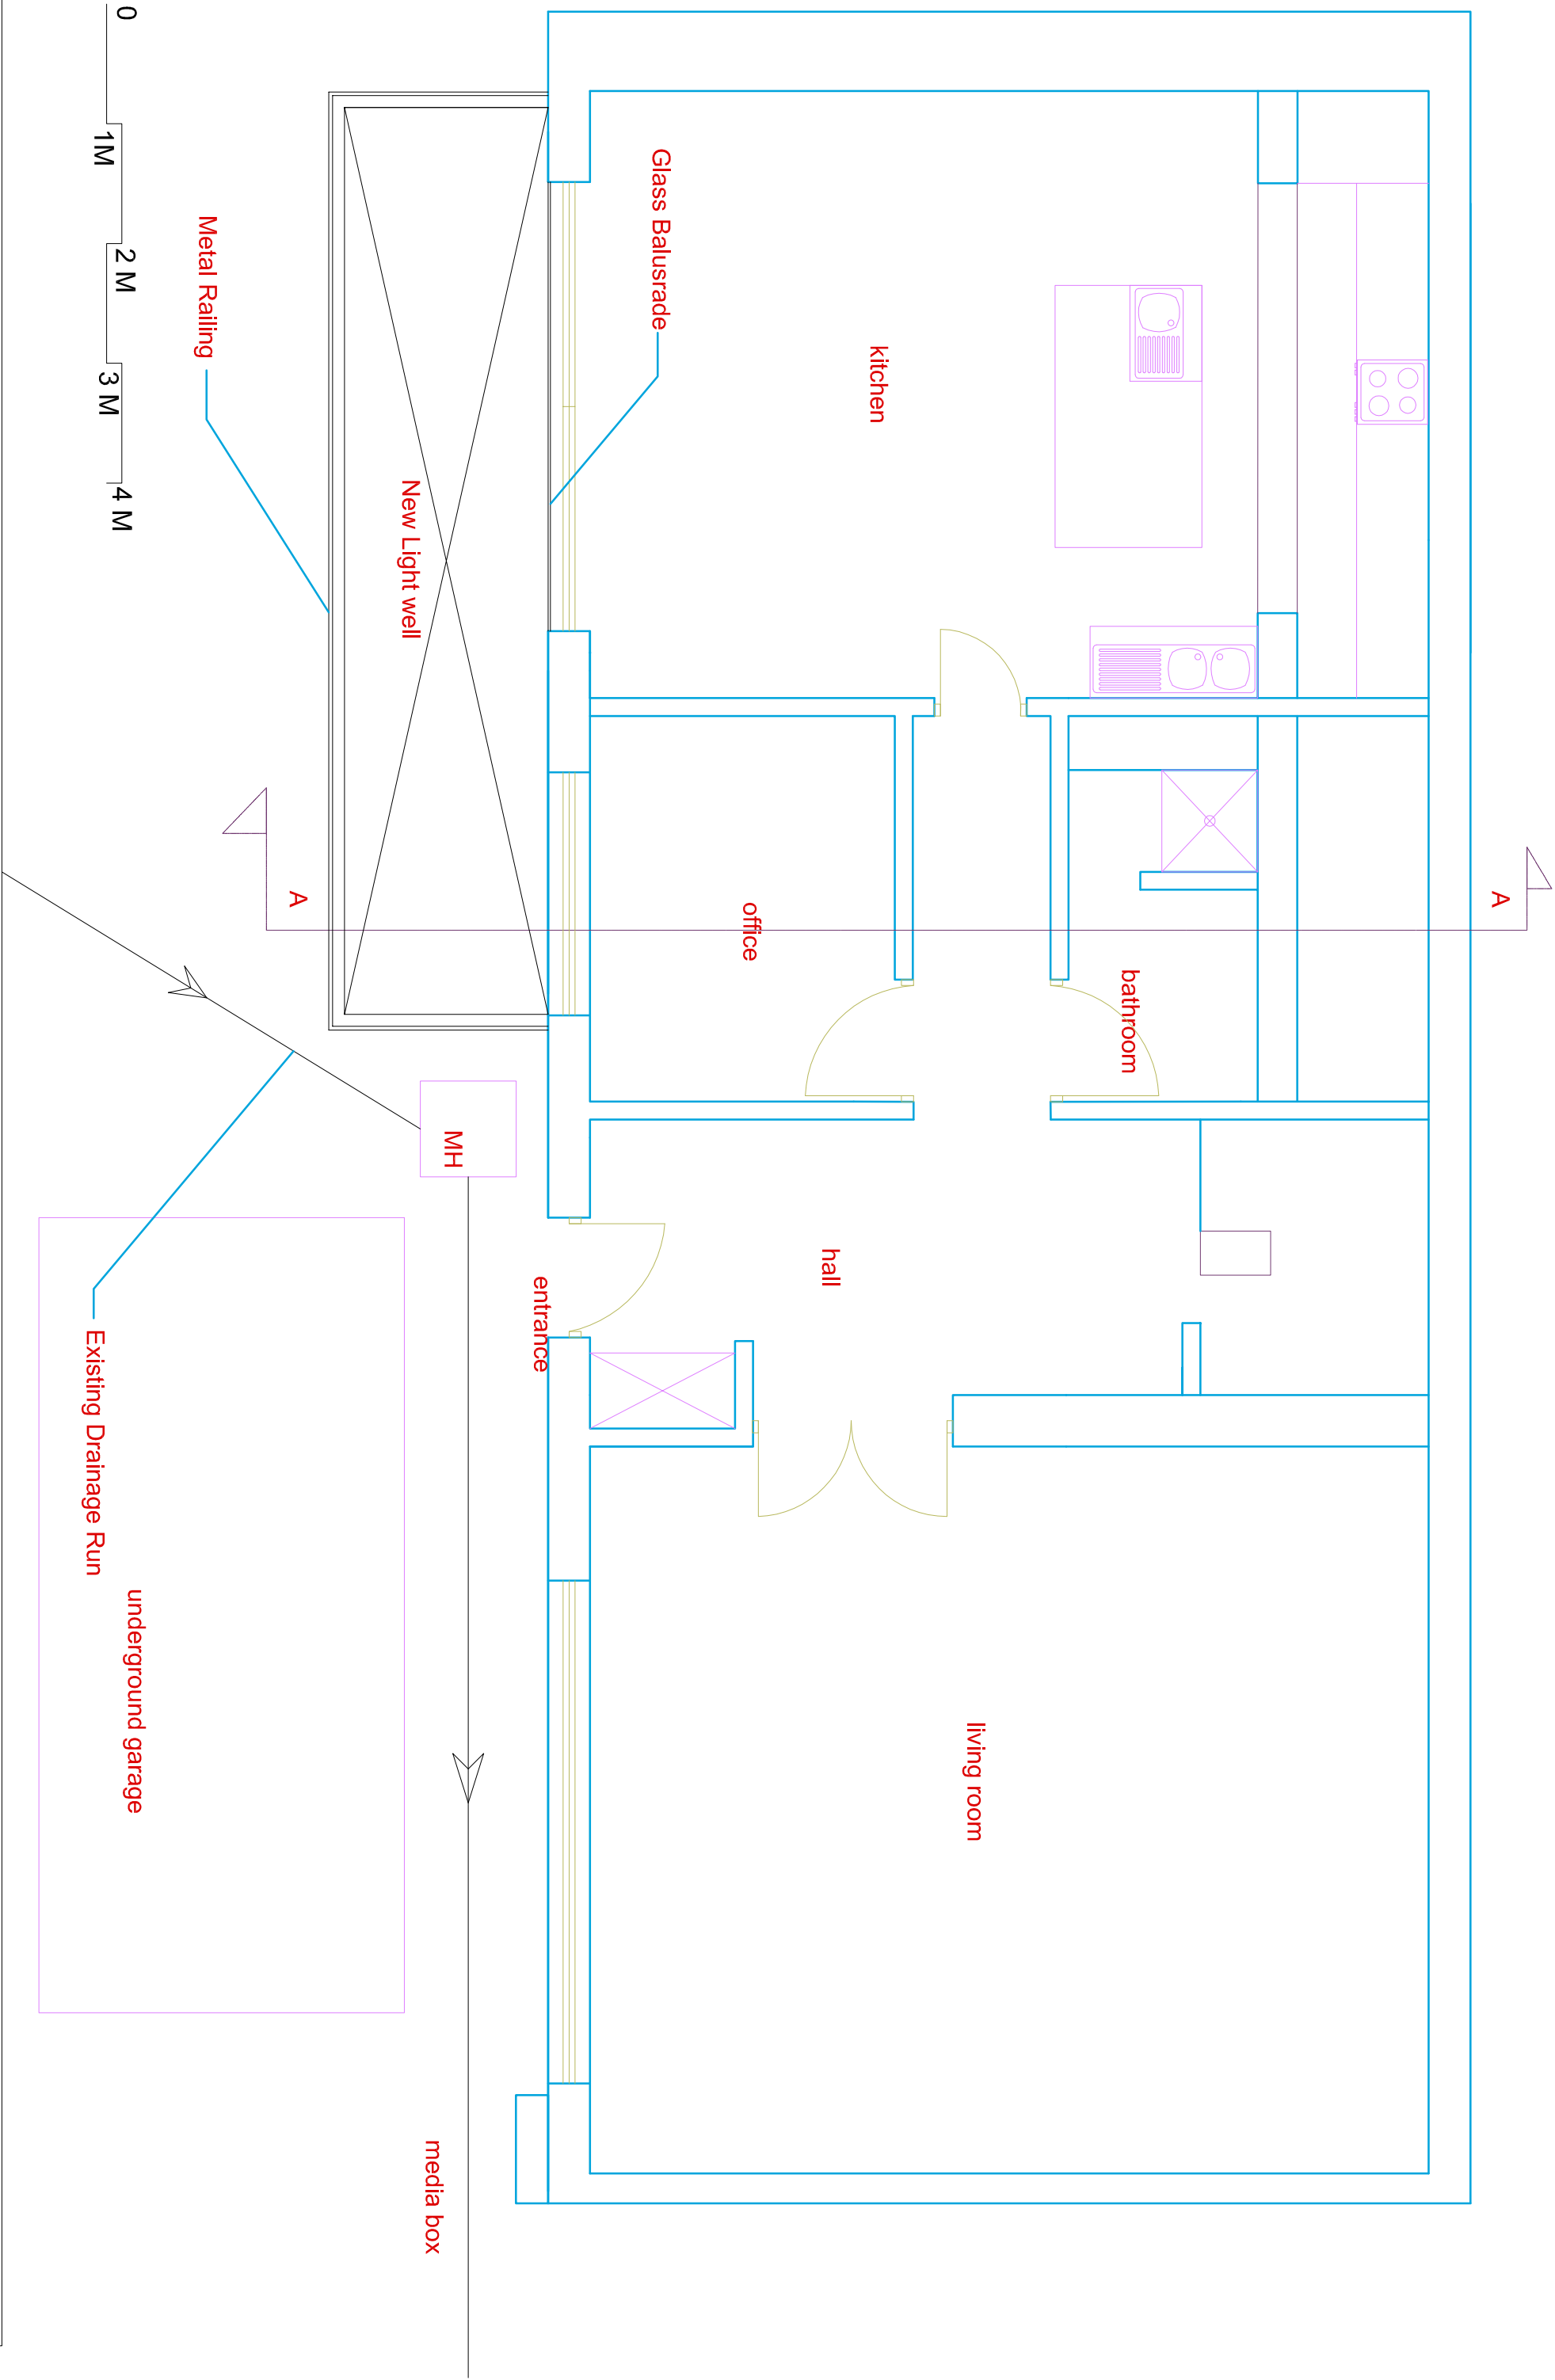 A
A
kitchen
bathroom
living room
hall
office
Glass Balusrade
entrance
New Light well
MH
media box
Metal Railing
underground garage
Existing Drainage Run
0
1M
2 M
3 M
4 M